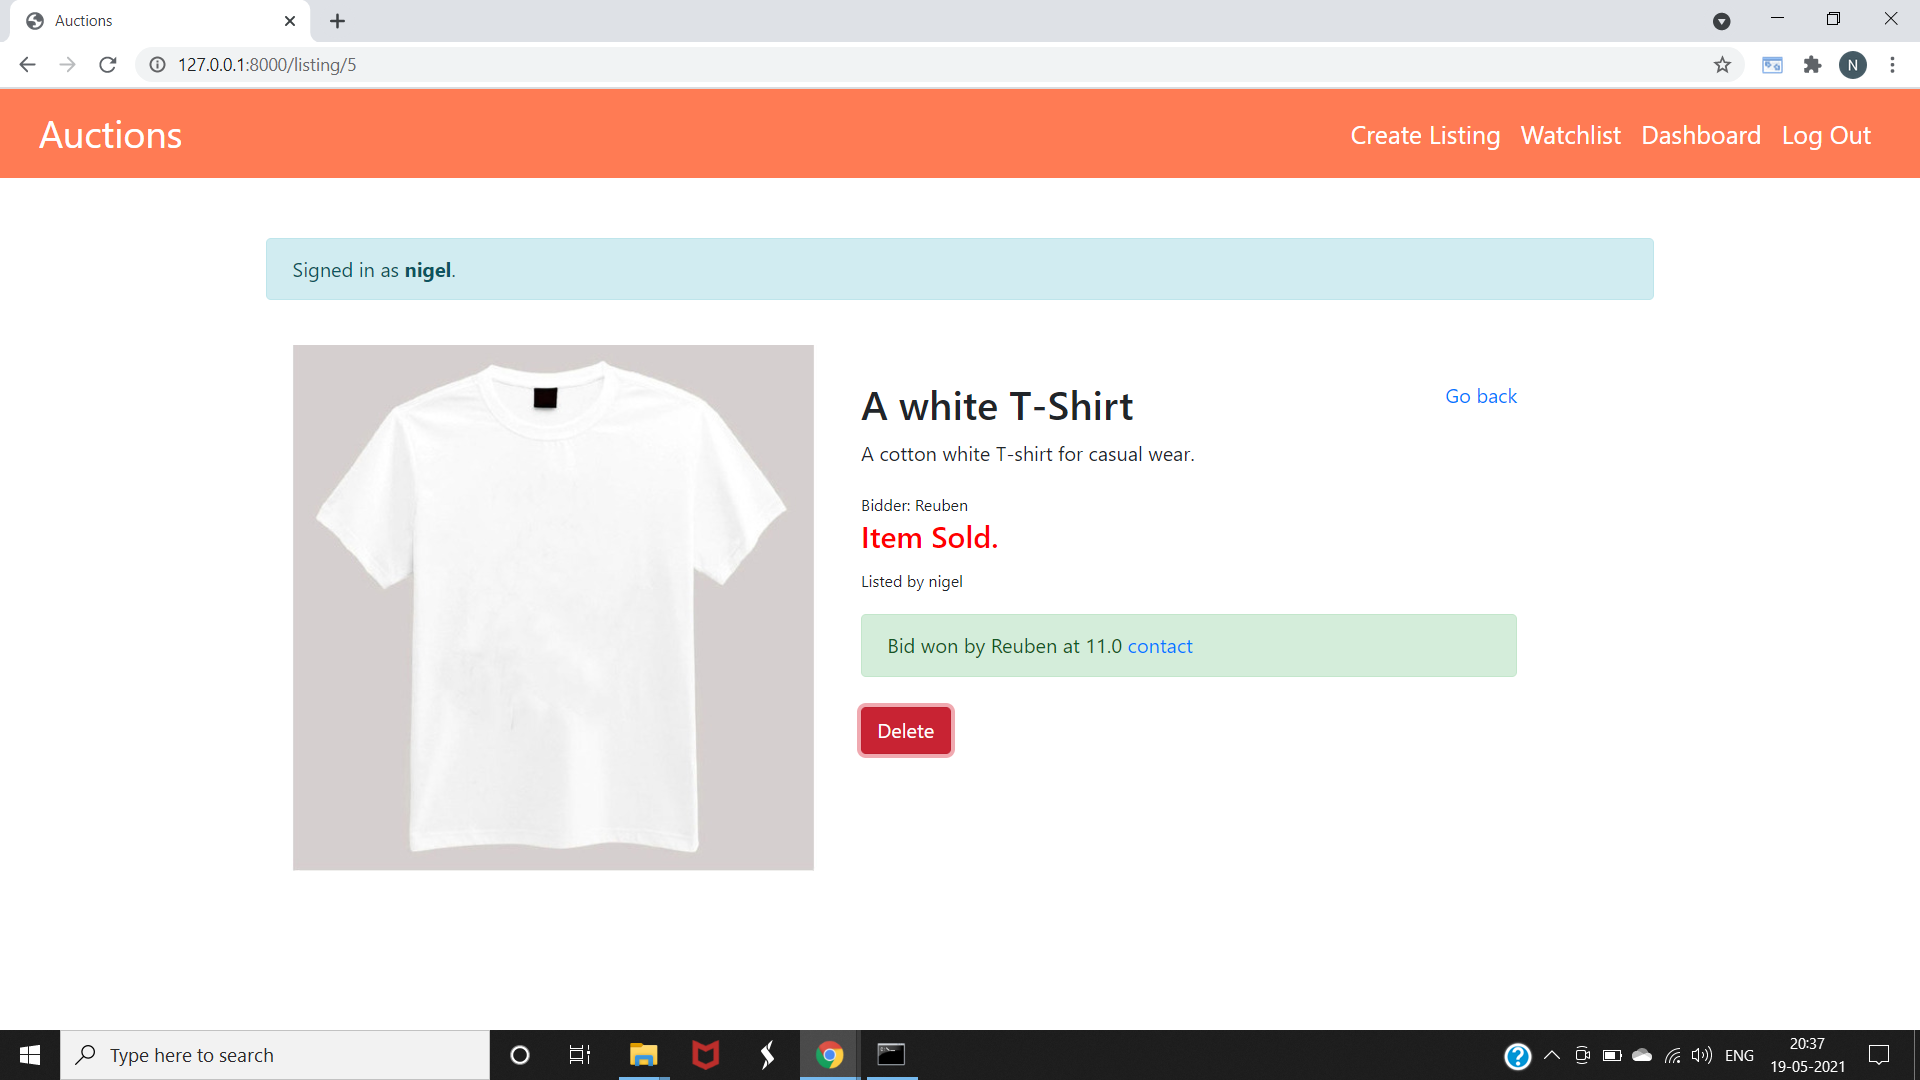 Auctions
127.0.0.1:8000/listing/5
N
Auctions
Create Listing Watchlist Dashboard Log Out
Signed in as nigel.
A white T-Shirt
Go back
A cotton white T-shirt for casual wear.
Bidder: Reuben
Item Sold.
Listed by nigel
Bid won by Reuben at 11.0 contact
Delete
Type here to search
ENG
20:37
19-05-2021